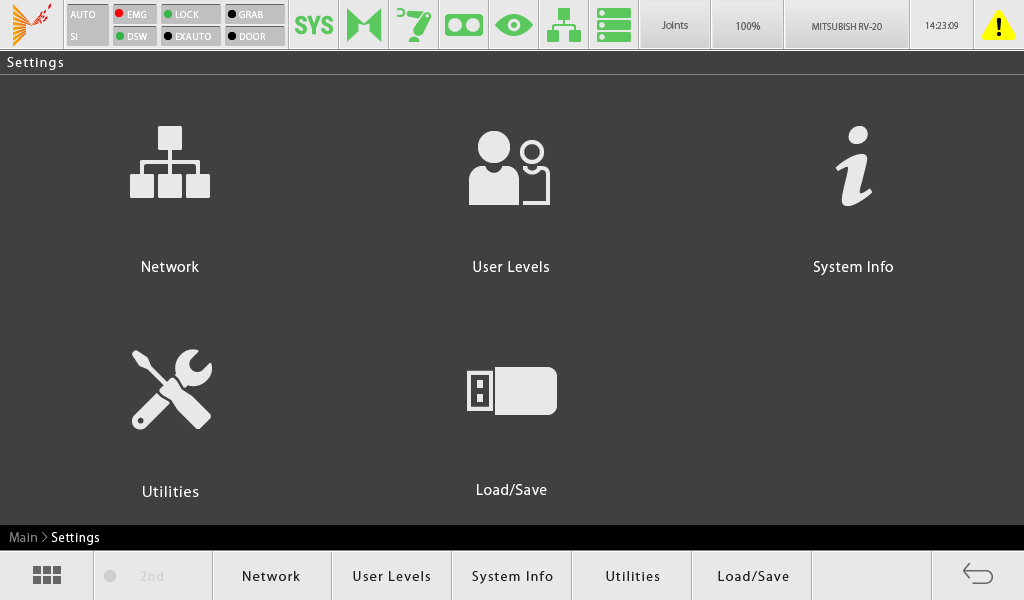 AUTO EMG LOCK GRAB
SI DSW EXAUTO DOOR
SYS
Joints
100%
MITSUBISH RV-20
14:23:09
Settings
Network
User Levels
System Info
Utilities
Load/Save
Main > Settings
2nd Network User Levels System Info Utilities Load/Save